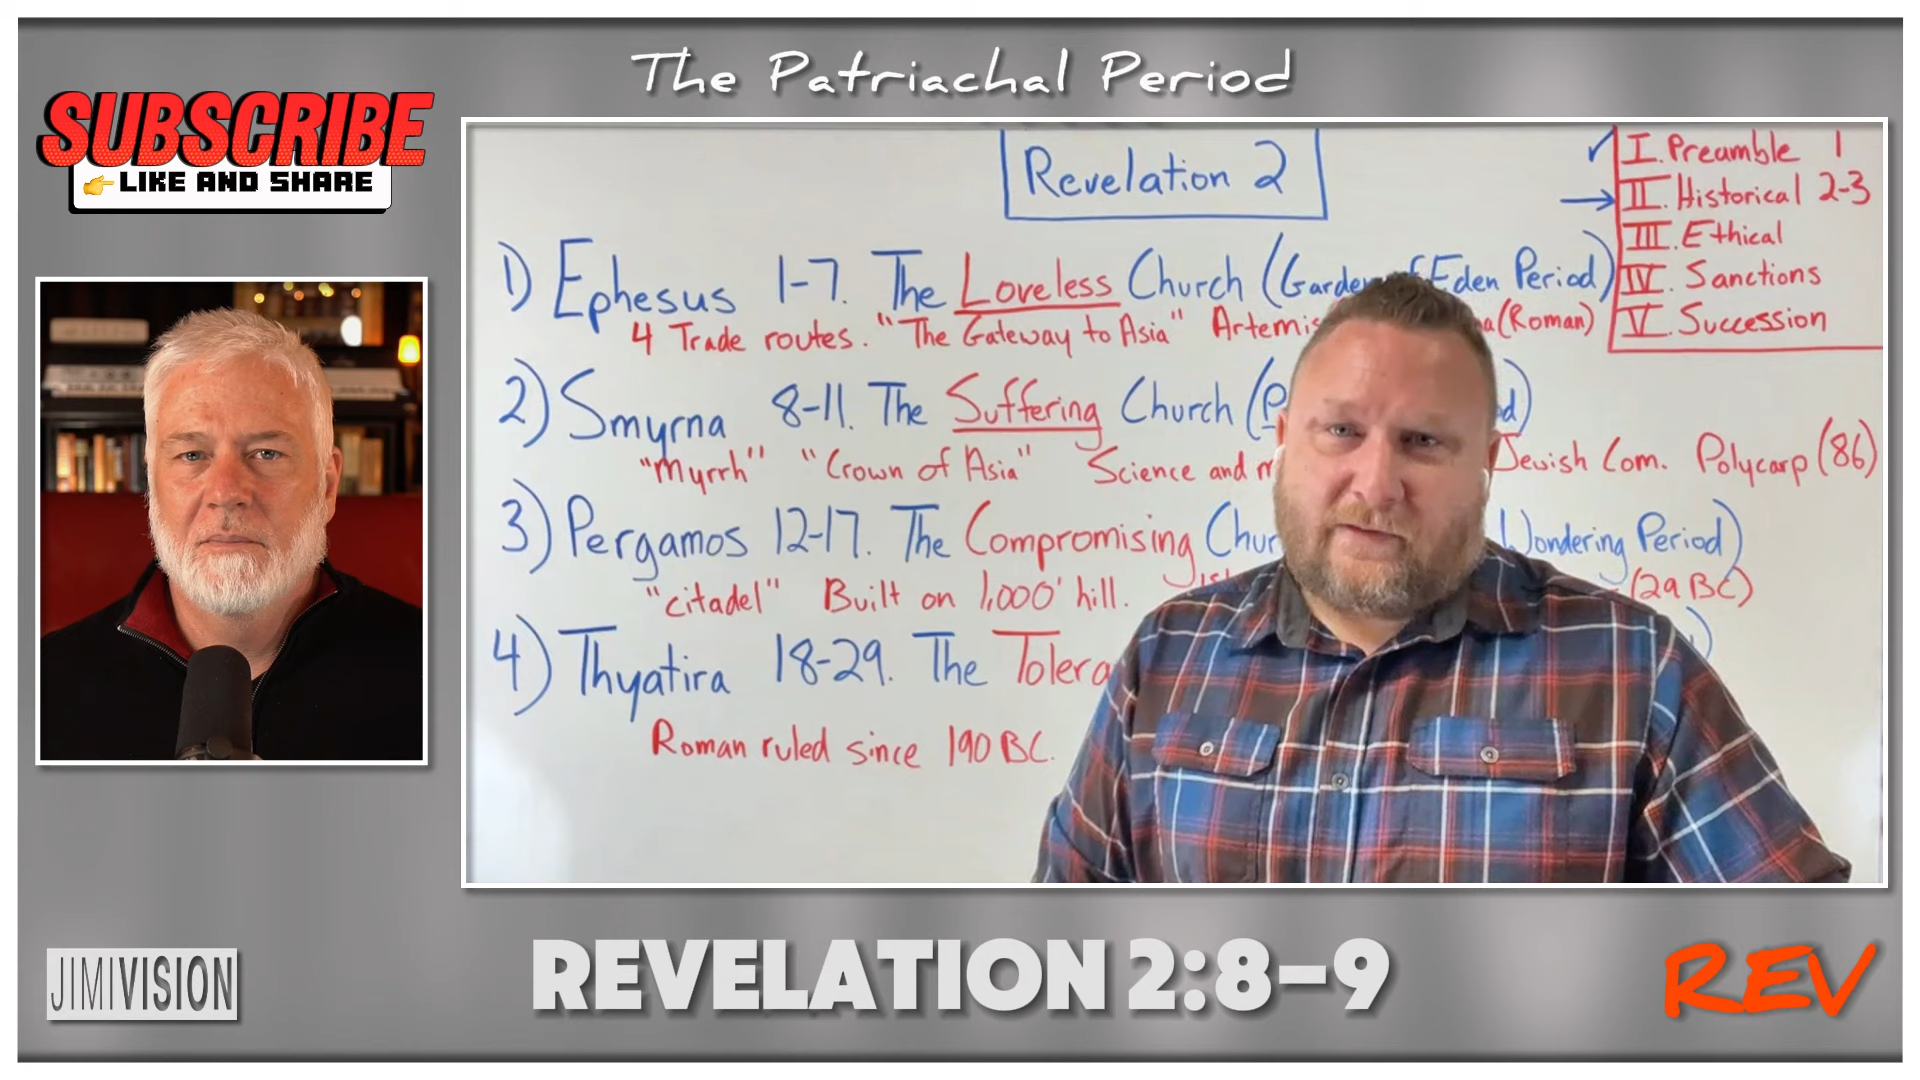 The Patriachal Period
SUBSCRIBE
LIKE AND SHARE
Revelation 2
I. Preamble 1
II. Historical 2-3
III. Ethical
IV. Sanctions
V. Succession
1) Ephesus 1-7. The Loveless Church (Garden of Eden Period)
4 Trade routes. "The Gateway to Asia" Artemis (Roman)
2) Smyrna 8-11. The Suffering Church (P
"Myrrh" "Crown of Asia" Science and m Jewish Com. Polycarp (86)
3) Pergamos 12-17. The Compromising Chur Wondering Period)
"citadel" Built on 1,000' hill. (29 BC)
4) Thyatira 18-29. The Tolera
Roman ruled since 190 BC.
JIMIVISION
REVELATION 2:8-9
REV